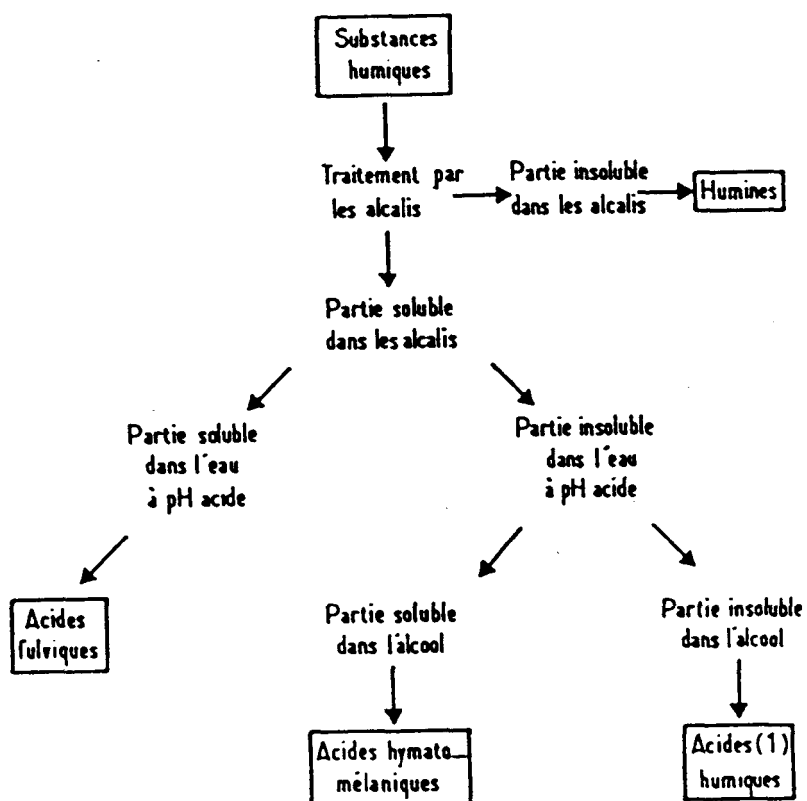 Substances
humiques
Traitement par
les alcalis
Partie insoluble
dans les alcalis
Humines
Partie soluble
dans les alcalis
Partie soluble
dans l'eau
à pH acide
Partie insoluble
dans l'eau
à pH acide
Acides
fulviques
Partie soluble
dans l'alcool
Partie insoluble
dans l'alcool
Acides hymato-
mélaniques
Acides (1)
humiques